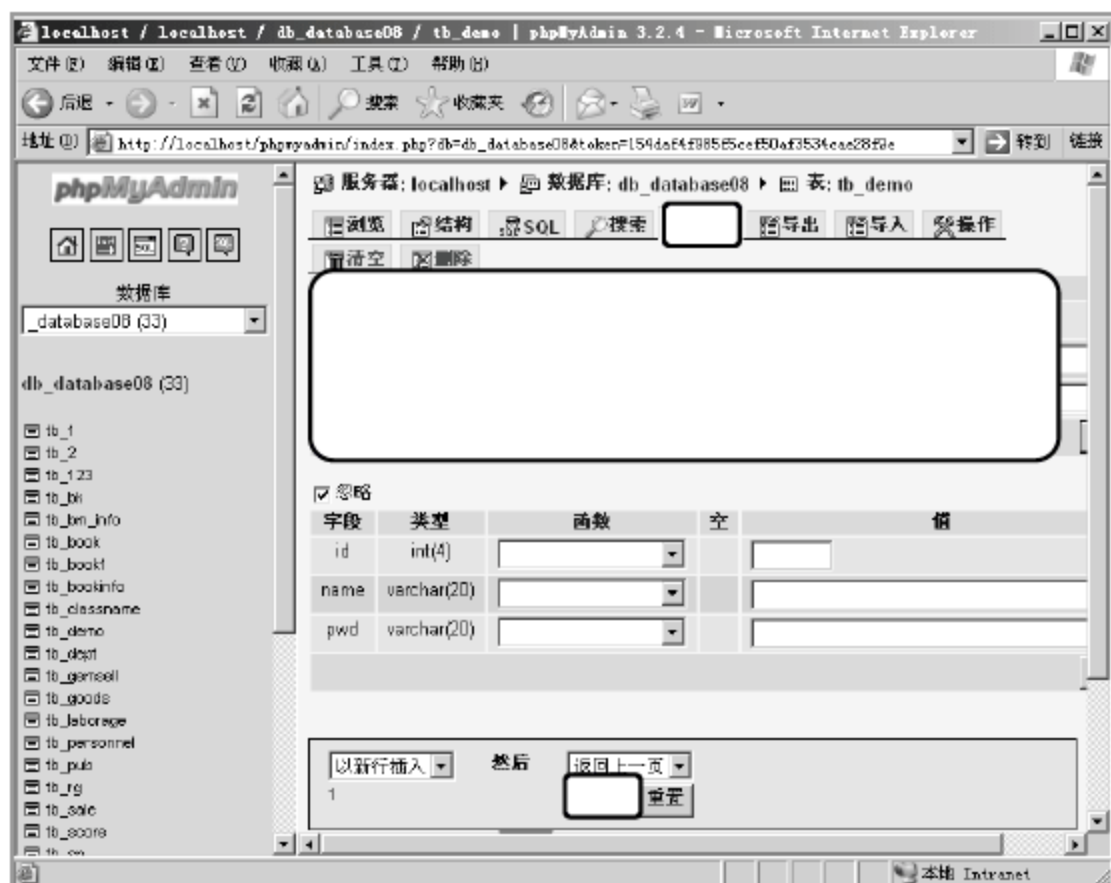 localhost / localhost / db_database08 / tb_demo | phpMyAdmin 3.2.4 - Microsoft Internet Explorer
文件(F) 编辑(E) 查看(V) 收藏(A) 工具(T) 帮助(H)
后退 搜索 收藏夹
地址(D) http://localhost/phpmyadmin/index.php?db=db_database08&token=154daf4f985f5cef50af3534cae28f9e 转到 链接
phpMyAdmin
服务器: localhost 数据库: db_database08 表: tb_demo
浏览 结构 SQL 搜索 导出 导入 操作
清空 删除
数据库
_database08 (33)
db_database08 (33)
tb_1
tb_2
tb_123
tb_bk
tb_bm_info
tb_book
tb_book1
tb_bookinfo
tb_classname
tb_demo
tb_dept
tb_gemsell
tb_goods
tb_laborage
tb_personnel
tb_pub
tb_rg
tb_sale
tb_score
忽略
字段 类型 函数 空 值
id int(4)
name varchar(20)
pwd varchar(20)
以新行插入 然后 返回上一页
1 重置
本地 Intranet